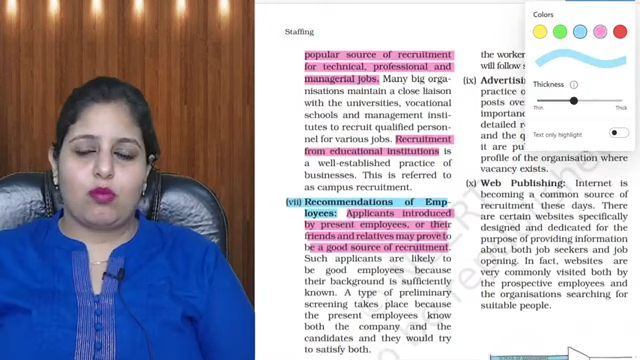 Staffing
popular source of recruitment
for technical, professional and
managerial jobs. Many big orga-
nisations maintain a close liaison
with the universities, vocational
schools and management insti-
tutes to recruit qualified person-
nel for various jobs. Recruitment
from educational institutions is
a well-established practice of
businesses. This is referred to
as campus recruitment.
(vii) Recommendations of Emp-
loyees: Applicants introduced
by present employees, or their
friends and relatives may prove to
be a good source of recruitment.
Such applicants are likely to
be good employees because
their background is sufficiently
known. A type of preliminary
screening takes place because
the present employees know both
the company and the
candidates and they would try
to satisfy both.
the worker
will follow s
(ix) Advertisin
practice o
posts over
importanc
detailed r
and the q
it are pu
profile of the organisation where
vacancy exists.
(x) Web Publishing: Internet is
becoming a common source of
recruitment these days. There
are certain websites specifically
designed and dedicated for the
purpose of providing information
about both job seekers and job
opening. In fact, websites are
very commonly visited both by
the prospective employees and
the organisations searching for
suitable people.
Colors
Thickness
Thin Thick
Text only highlight